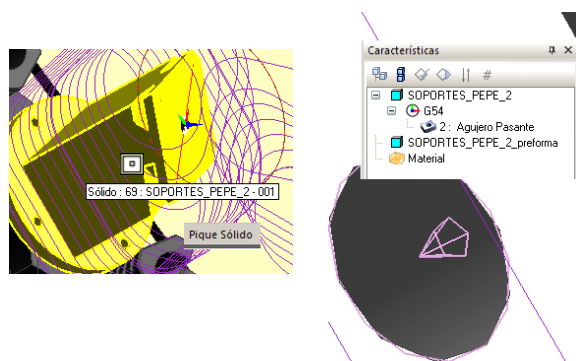 Sólido : 69 : SOPORTES_PEPE_2 - 001
Pique Sólido
Características
SOPORTES_PEPE_2
G54
2 : Agujero Pasante
SOPORTES_PEPE_2_preforma
Material